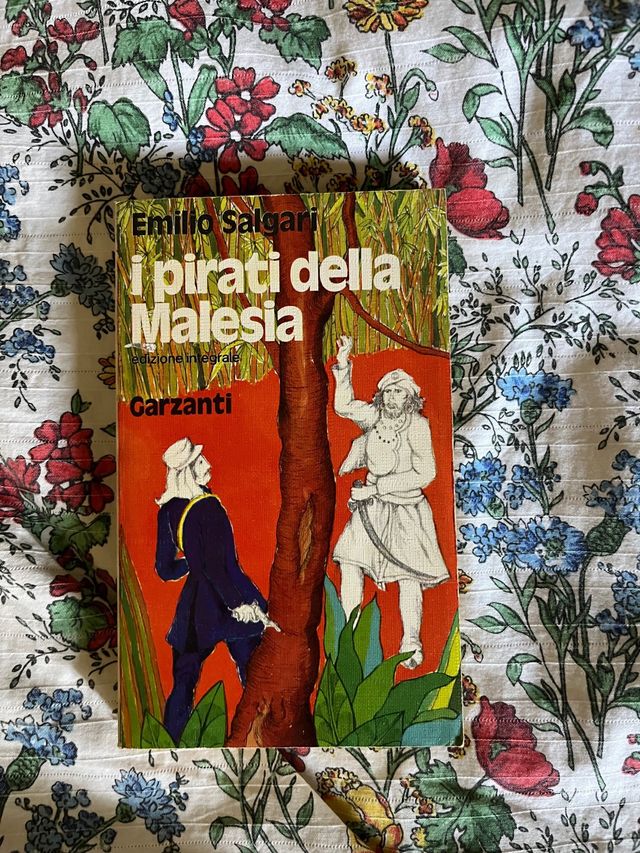 Emilio Salgari
i pirati della
Malesia
edizione integrale
Garzanti